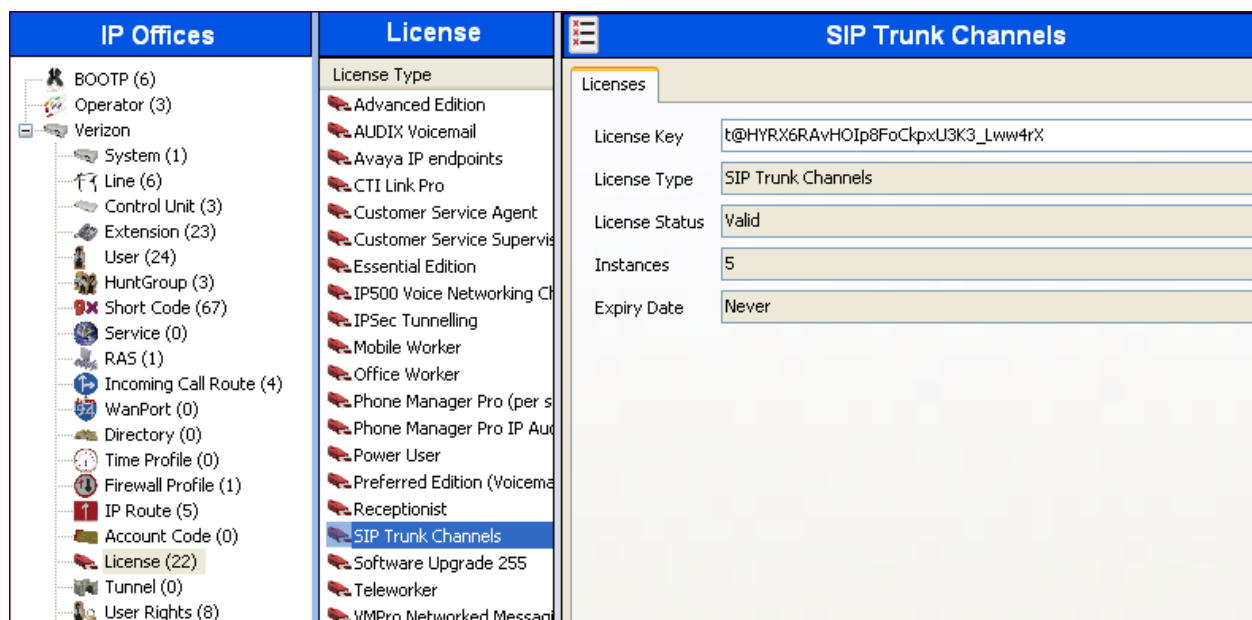 IP Offices
BOOTP (6)
Operator (3)
Verizon
System (1)
Line (6)
Control Unit (3)
Extension (23)
User (24)
HuntGroup (3)
Short Code (67)
Service (0)
RAS (1)
Incoming Call Route (4)
WanPort (0)
Directory (0)
Time Profile (0)
Firewall Profile (1)
IP Route (5)
Account Code (0)
License (22)
Tunnel (0)
User Rights (8)
License
License Type
Advanced Edition
AUDIX Voicemail
Avaya IP endpoints
CTI Link Pro
Customer Service Agent
Customer Service Supervis
Essential Edition
IP500 Voice Networking Ch
IPSec Tunnelling
Mobile Worker
Office Worker
Phone Manager Pro (per s
Phone Manager Pro IP Aud
Power User
Preferred Edition (Voicema
Receptionist
SIP Trunk Channels
Software Upgrade 255
Teleworker
VMPro Networked Messagi
SIP Trunk Channels
Licenses
License Key t@HYRX6RAvHOIp8FoCkpxU3K3_Lww4rX
License Type SIP Trunk Channels
License Status Valid
Instances 5
Expiry Date Never